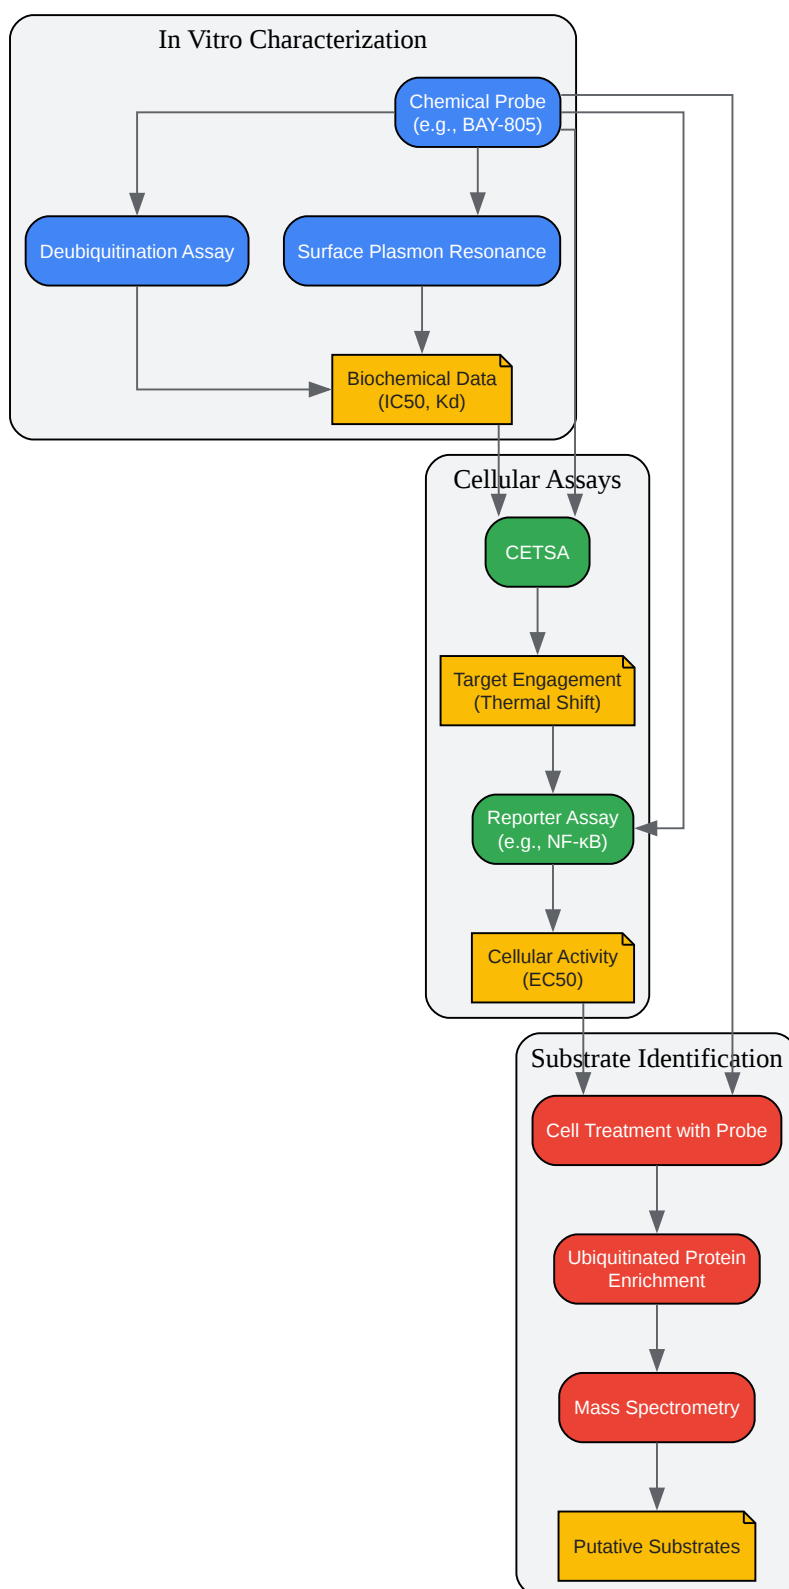 In Vitro Characterization
Chemical Probe
(e.g., BAY-805)
Deubiquitination Assay
Surface Plasmon Resonance
Biochemical Data
(IC50, Kd)
Cellular Assays
CETSA
Target Engagement
(Thermal Shift)
Reporter Assay
(e.g., NF-κB)
Cellular Activity
(EC50)
Substrate Identification
Cell Treatment with Probe
Ubiquitinated Protein
Enrichment
Mass Spectrometry
Putative Substrates